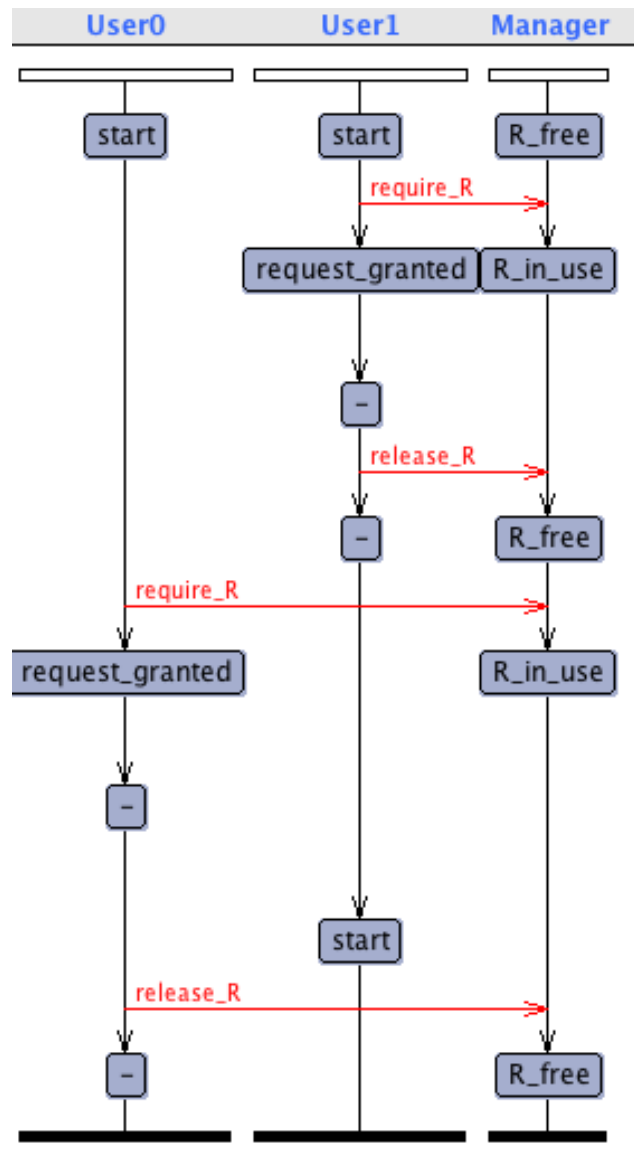 User0 User1 Manager
start start R_free
require_R
request_granted R_in_use
-
release_R
- R_free
require_R
request_granted R_in_use
-
start
release_R
- R_free